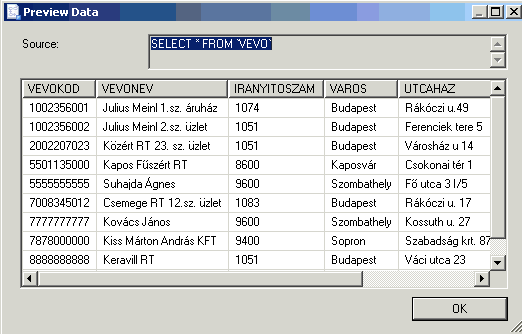 Preview Data
Source: SELECT * FROM `VEVO`
VEVOKOD VEVONEV IRANYITOSZAM VAROS UTCAHAZ
1002356001 Julius Meinl 1.sz. áruház 1074 Budapest Rákóczi u.49
1002356002 Julius Meinl 2.sz. üzlet 1051 Budapest Ferenciek tere 5
2002207023 Közért RT 23. sz. üzlet 1051 Budapest Városház u 14
5501135000 Kapos Fűszért RT 8600 Kaposvár Csokonai tér 1
5555555555 Suhajda Ágnes 9600 Szombathely Fő utca 3 I/5
7008345012 Csemege RT 12.sz. üzlet 1083 Budapest Rákóczi u. 17
7777777777 Kovács János 9600 Szombathely Kossuth u. 27
7878000000 Kiss Márton András KFT 9400 Sopron Szabadság krt. 87
8888888888 Keravill RT 1051 Budapest Váci utca 23
OK